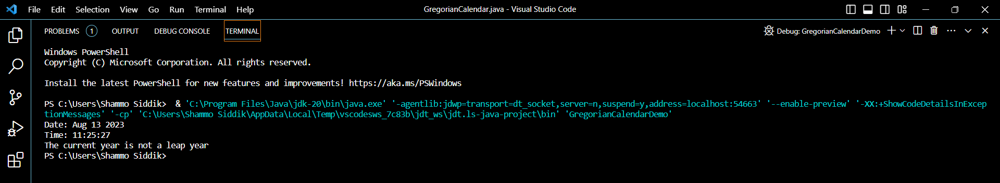 File Edit Selection View Go Run Terminal Help GregorianCalendar.java - Visual Studio Code
PROBLEMS 1 OUTPUT DEBUG CONSOLE TERMINAL Debug: GregorianCalendarDemo
Windows PowerShell
Copyright (C) Microsoft Corporation. All rights reserved.
Install the latest PowerShell for new features and improvements! https://aka.ms/PSWindows
PS C:\Users\Shammo Siddik>  & 'C:\Program Files\Java\jdk-20\bin\java.exe' '-agentlib:jdwp=transport=dt_socket,server=n,suspend=y,address=localhost:54663' '--enable-preview' '-XX:+ShowCodeDetailsInExcep
tionMessages' '-cp' 'C:\Users\Shammo Siddik\AppData\Local\Temp\vscodesws_7c83b\jdt_ws\jdt.ls-java-project\bin' 'GregorianCalendarDemo'
Date: Aug 13 2023
Time: 11:25:27
The current year is not a leap year
PS C:\Users\Shammo Siddik>